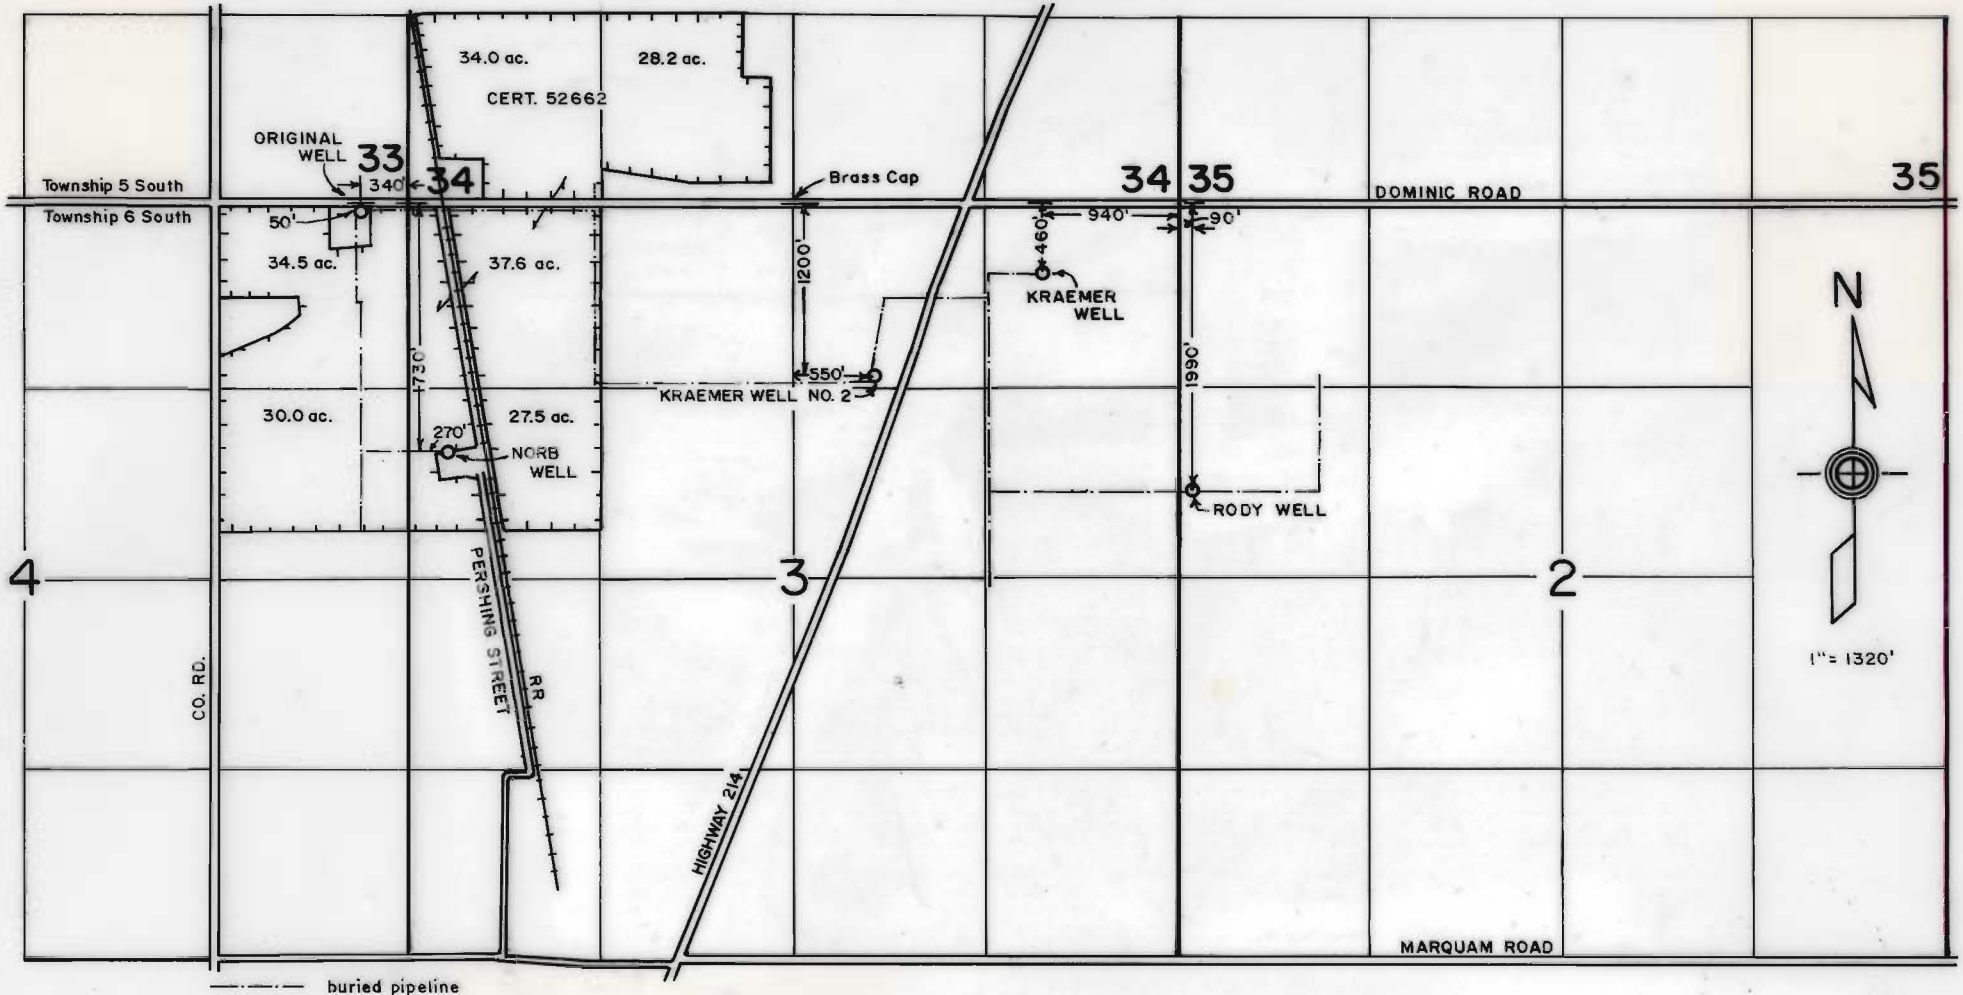 34.0 ac.
28.2 ac.
CERT. 52662
ORIGINAL
WELL
33
34
340'
34
35
35
Township 5 South
Township 6 South
Brass Cap
DOMINIC ROAD
50'
940'
90'
460'
34.5 ac.
37.6 ac.
1200'
KRAEMER
WELL
N
1730'
1990'
550'
KRAEMER WELL NO. 2
30.0 ac.
27.5 ac.
270'
NORB
WELL
RODY WELL
4
3
2
PERSHING STREET
RR
CO. RD.
1" = 1320'
HIGHWAY 214
MARQUAM ROAD
buried pipeline